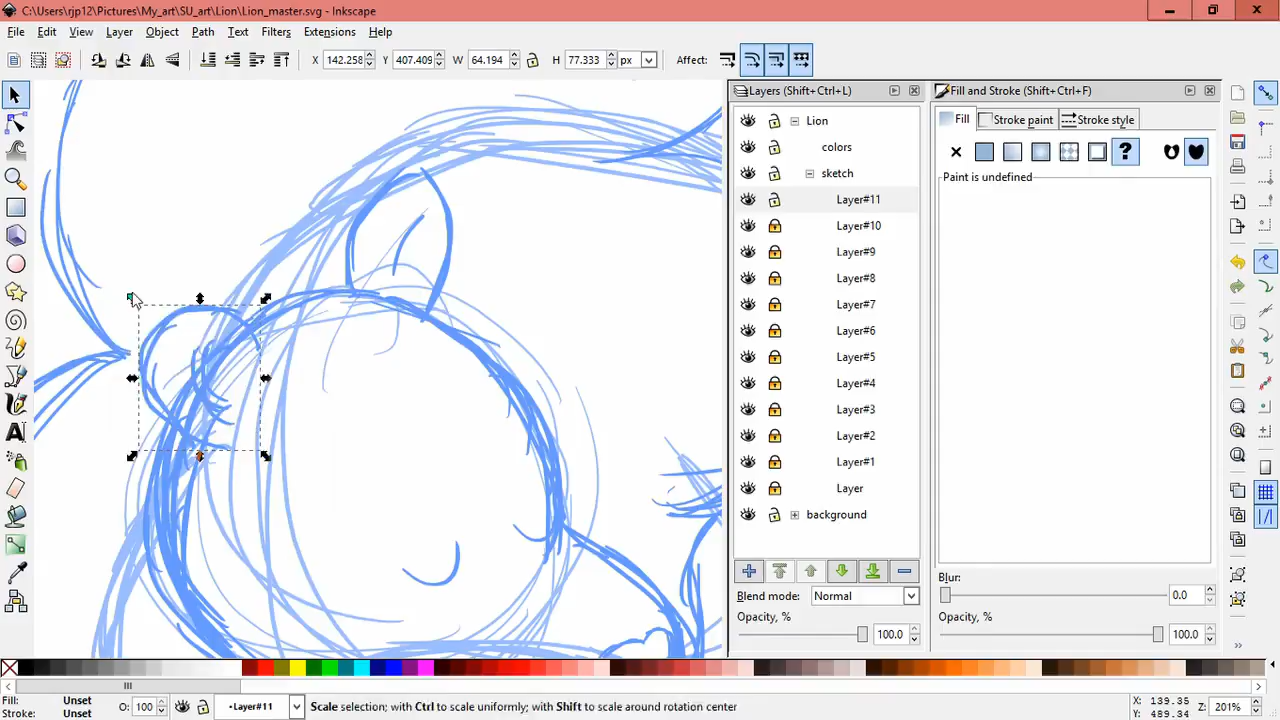 C:\Users\rjp12\Pictures\My_art\SU_art\Lion\Lion_master.svg - Inkscape
File Edit View Layer Object Path Text Filters Extensions Help
X 142.258 Y 407.409 W 64.194 H 77.333 px Affect:
Layers (Shift+Ctrl+L)
Fill and Stroke (Shift+Ctrl+F)
Lion
colors
sketch
Layer#11
Layer#10
Layer#9
Layer#8
Layer#7
Layer#6
Layer#5
Layer#4
Layer#3
Layer#2
Layer#1
Layer
background
Blend mode: Normal
Opacity, %
100.0
Fill Stroke paint Stroke style
?
Paint is undefined
Blur:
0.0
Opacity, %
100.0
Fill: Unset
Stroke: Unset
O: 100
•Layer#11
Scale selection; with Ctrl to scale uniformly; with Shift to scale around rotation center
X: 139.35
Y: 489.34
Z: 201%